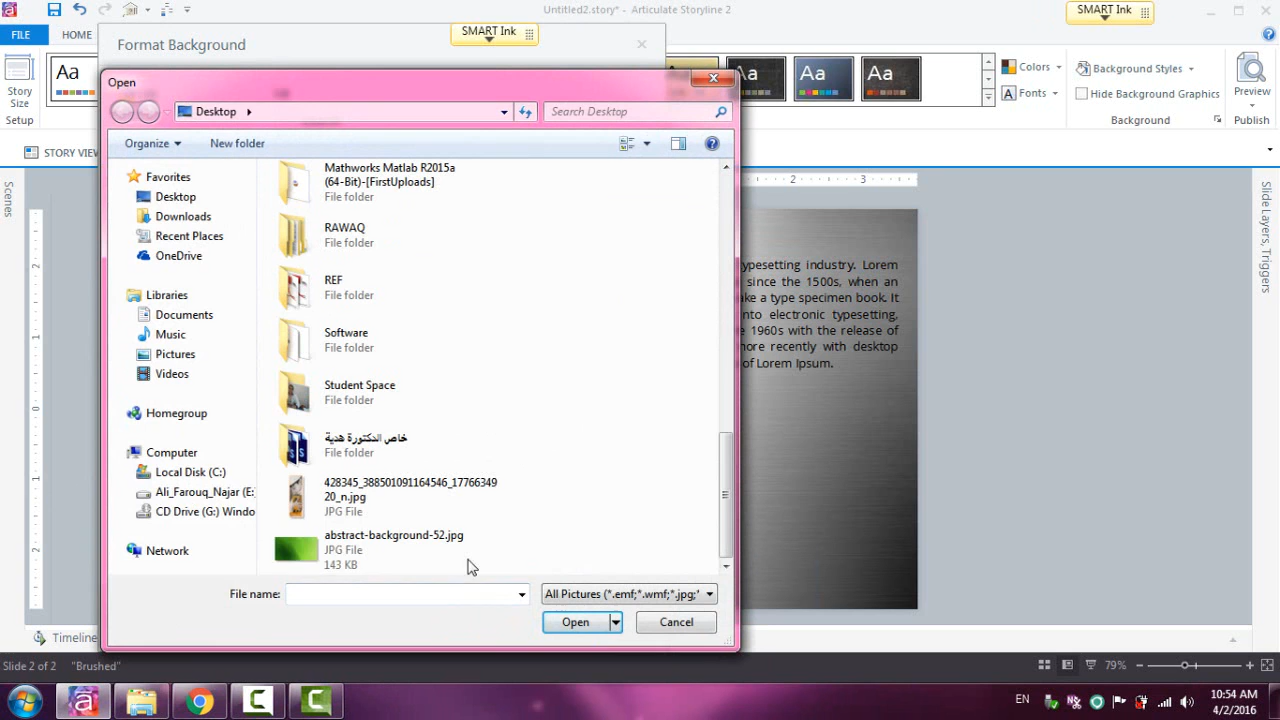 Untitled2.story* - Articulate Storyline 2
SMART Ink
FILE
HOME
Format Background
SMART Ink
Aa
Aa
Aa
Aa
Colors
Fonts
Background Styles
Hide Background Graphics
Background
Story
Size
Setup
Preview
Publish
STORY VIEW
Open
Desktop
Search Desktop
Organize
New folder
Favorites
Desktop
Downloads
Recent Places
OneDrive
Libraries
Documents
Music
Pictures
Videos
Homegroup
Computer
Local Disk (C:)
Ali_Farouq_Najar (E:
CD Drive (G:) Windo
Network
Mathworks Matlab R2015a
(64-Bit)-[FirstUploads]
File folder
RAWAQ
File folder
REF
File folder
Software
File folder
Student Space
File folder
خاص الدكتورة هدية
File folder
428345_388501091164546_17766349
20_n.jpg
JPG File
abstract-background-52.jpg
JPG File
143 KB
File name:
All Pictures (*.emf;*.wmf;*.jpg;*
Open
Cancel
Scenes
2
1
0
1
2
2
3
ypesetting industry. Lorem
since the 1500s, when an
ake a type specimen book. It
nto electronic typesetting,
e 1960s with the release of
more recently with desktop
of Lorem Ipsum.
Slide Layers, Triggers
Timeline
Slide 2 of 2
"Brushed"
79%
EN
10:54 AM
4/2/2016